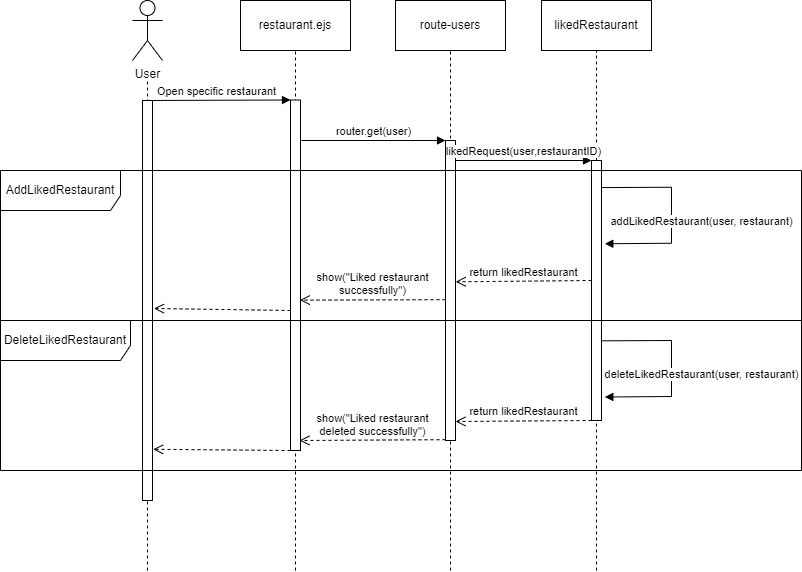 restaurant.ejs
route-users
likedRestaurant
User
Open specific restaurant
router.get(user)
likedRequest(user,restaurantID)
AddLikedRestaurant
addLikedRestaurant(user, restaurant)
return likedRestaurant
show("Liked restaurant
successfully")
DeleteLikedRestaurant
deleteLikedRestaurant(user, restaurant)
return likedRestaurant
show("Liked restaurant
deleted successfully")